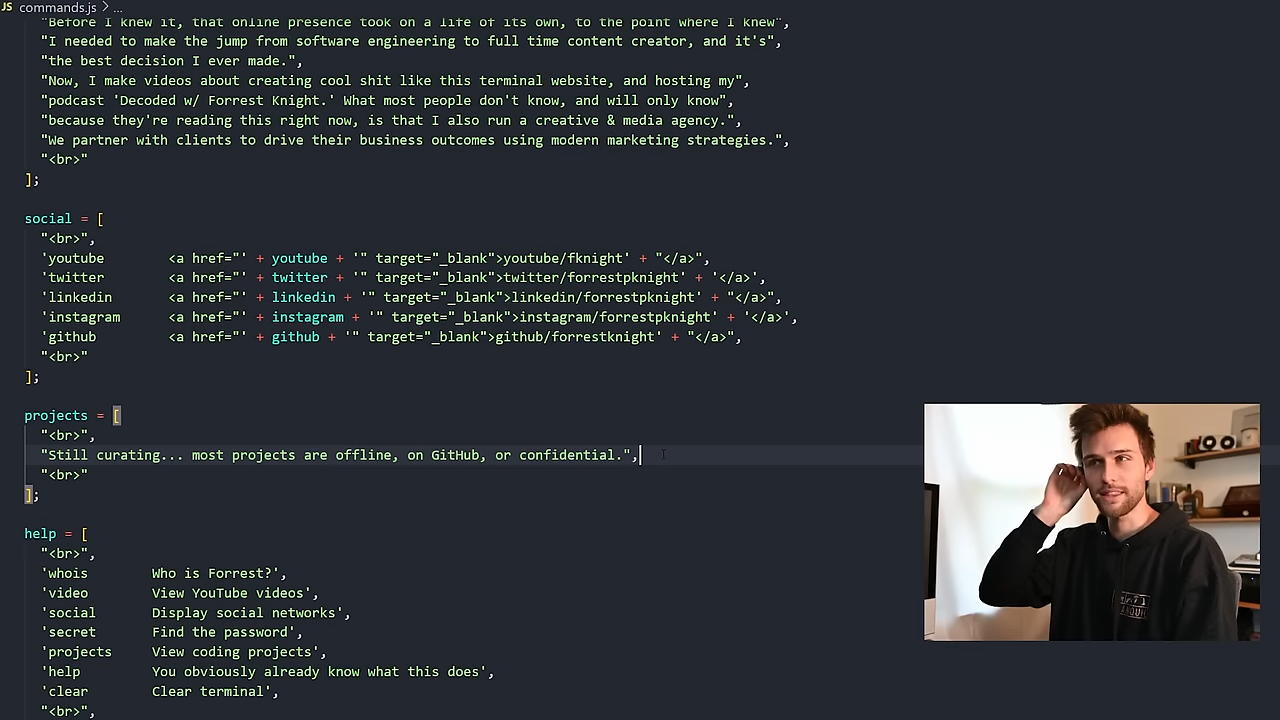 JS commands.js > ...
"Before I knew it, that online presence took on a life of its own, to the point where I knew",
"I needed to make the jump from software engineering to full time content creator, and it's",
"the best decision I ever made.",
"Now, I make videos about creating cool shit like this terminal website, and hosting my",
"podcast 'Decoded w/ Forrest Knight.' What most people don't know, and will only know",
"because they're reading this right now, is that I also run a creative & media agency.",
"We partner with clients to drive their business outcomes using modern marketing strategies.",
"<br>"
];
social = [
"<br>",
'youtube        <a href="' + youtube + '" target="_blank">youtube/fknight' + "</a>",
'twitter        <a href="' + twitter + '" target="_blank">twitter/forrestpknight' + '</a>',
'linkedin       <a href="' + linkedin + '" target="_blank">linkedin/forrestpknight' + "</a>",
'instagram      <a href="' + instagram + '" target="_blank">instagram/forrestpknight' + '</a>',
'github         <a href="' + github + '" target="_blank">github/forrestknight' + "</a>",
"<br>"
];
projects = [
"<br>",
"Still curating... most projects are offline, on GitHub, or confidential.",
"<br>"
];
help = [
"<br>",
'whois        Who is Forrest?',
'video        View YouTube videos',
'social       Display social networks',
'secret       Find the password',
'projects     View coding projects',
'help         You obviously already know what this does',
'clear        Clear terminal',
"<br>",